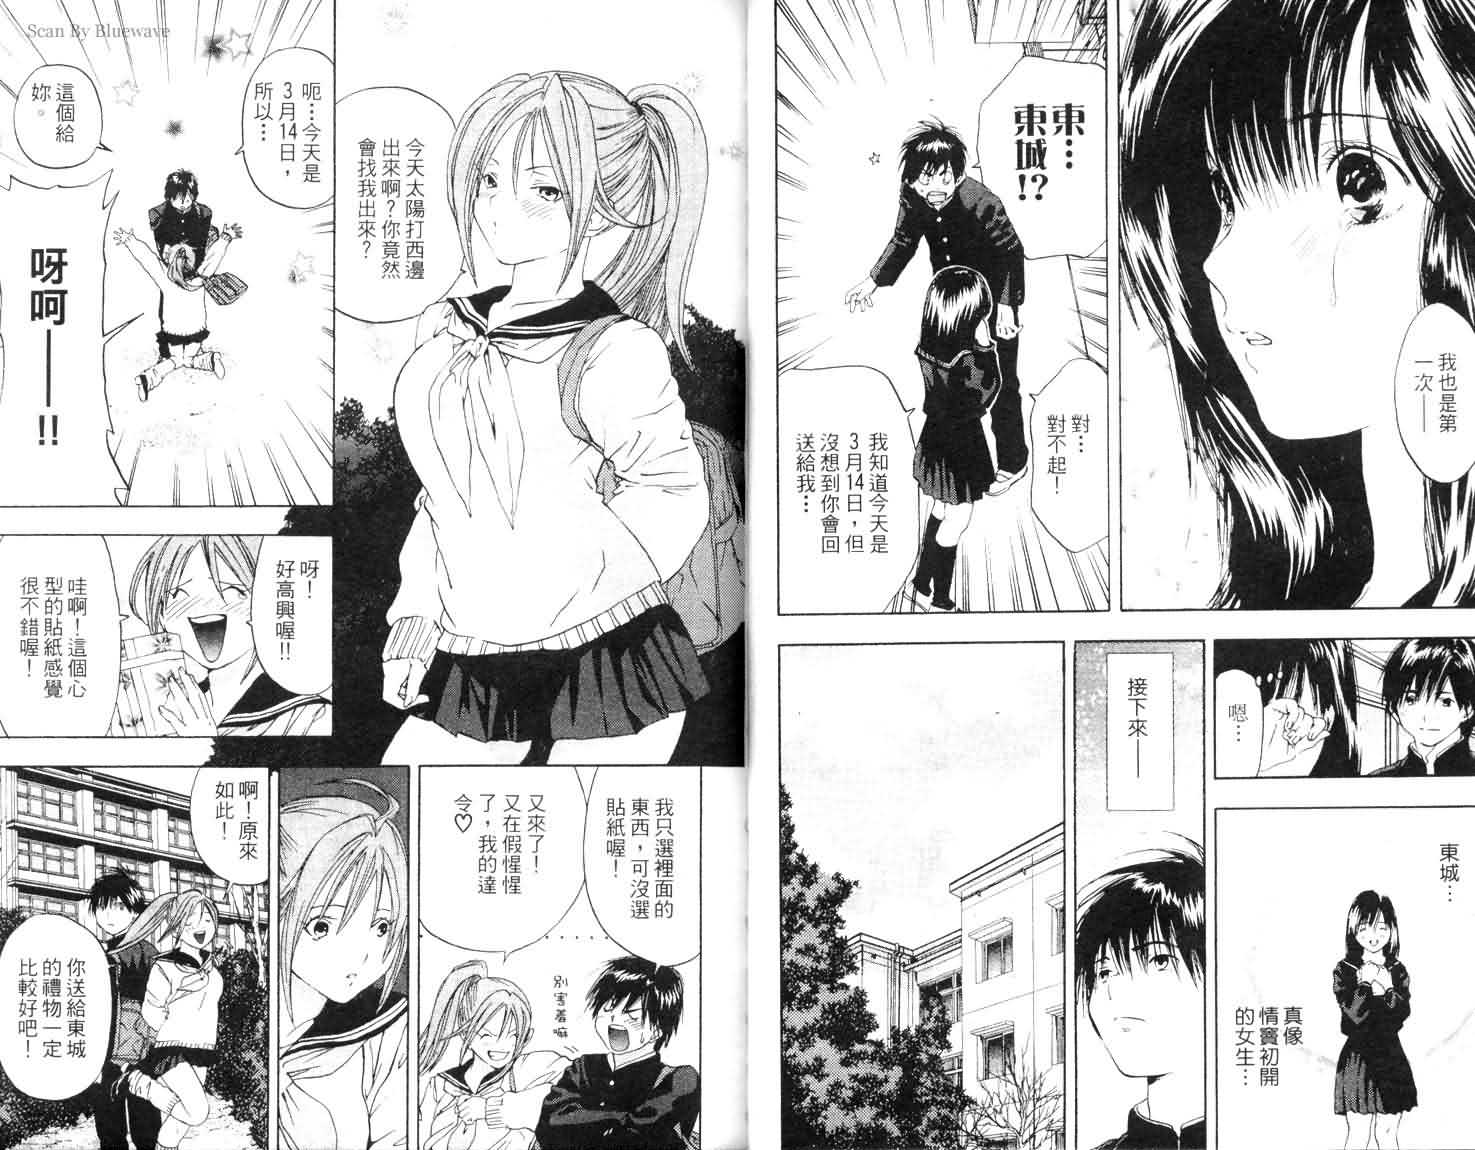 Scan By Bluewave
我也是第
一次——
東…
東城!?
對…
對不起!
我知道今天是
3月14日,但
沒想到你會回
送給我…
嗯…
東城…
真像
情竇初開
的女生…
接下來——
今天太陽打西邊
出來啊?你竟然
會找我出來?
呃…今天是
3月14日,
所以…
這個給
妳。
呀呵——!!
呀!
好高興喔!!
哇啊!這個心
型的貼紙感覺
很不錯喔!
我只選裡面的
東西,可沒選
貼紙喔!
又來了!
又在假惺惺
了,我的達
令♡
別害羞嘛
啊!原來
如此!
你送給東城
的禮物一定
比較好吧!